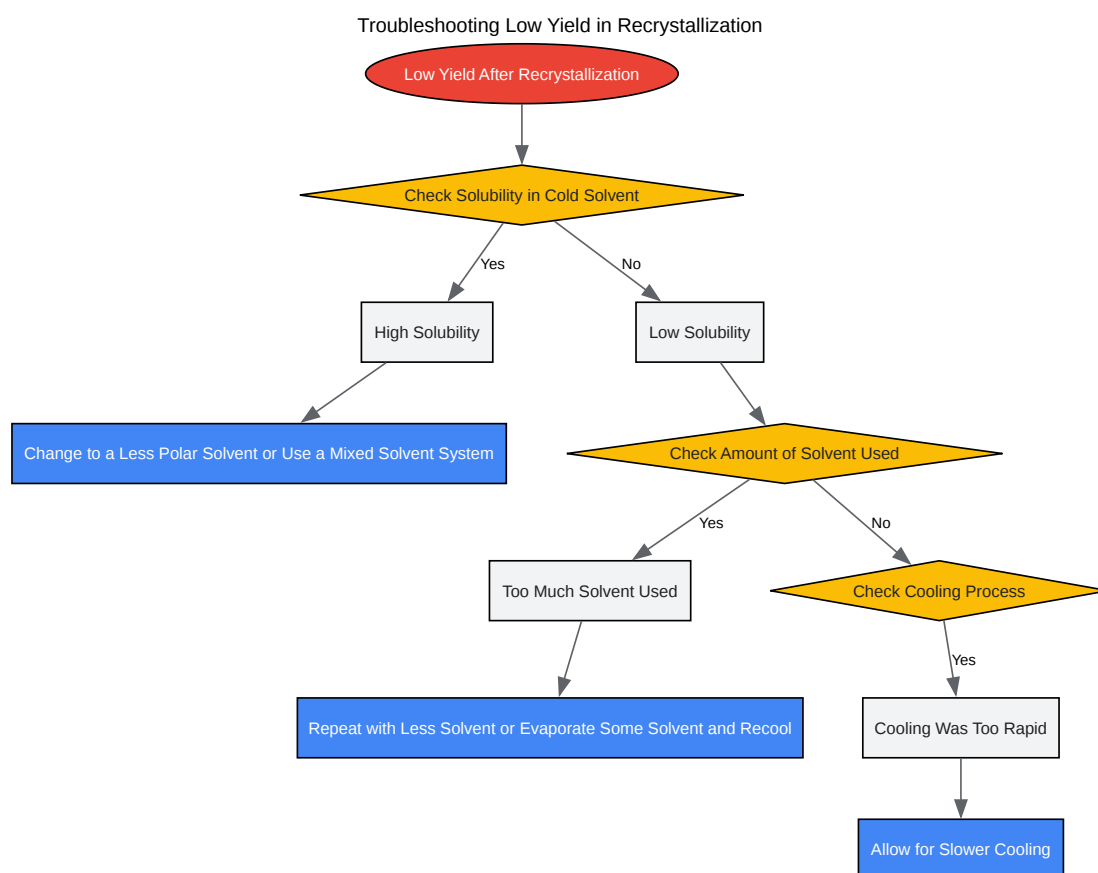 Troubleshooting Low Yield in Recrystallization
Low Yield After Recrystallization
Check Solubility in Cold Solvent
Yes
No
High Solubility
Low Solubility
Change to a Less Polar Solvent or Use a Mixed Solvent System
Check Amount of Solvent Used
Yes
No
Too Much Solvent Used
Check Cooling Process
Yes
Repeat with Less Solvent or Evaporate Some Solvent and Recool
Cooling Was Too Rapid
Allow for Slower Cooling